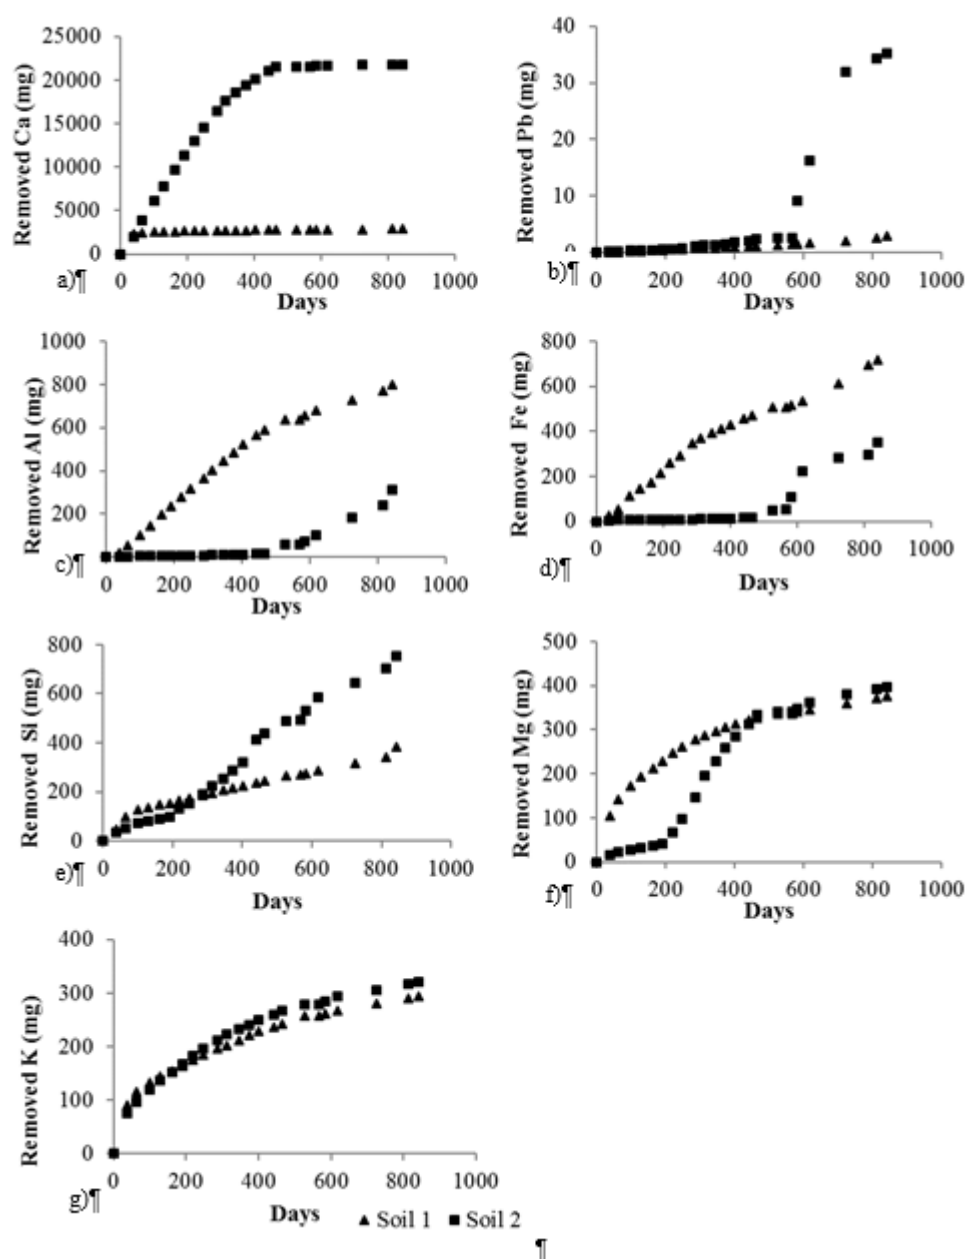 Removed Ca (mg)
25000
20000
15000
10000
5000
0
0 200 400 600 800 1000
Days
a)¶
Removed Pb (mg)
40
30
20
10
0
0 200 400 600 800 1000
Days
b)¶
Removed Al (mg)
1000
800
600
400
200
0 200 400 600 800 1000
Days
c)¶
Removed Fe (mg)
800
600
400
200
0
0 200 400 600 800 1000
Days
d)¶
Removed Si (mg)
800
600
400
200
0
0 200 400 600 800 1000
Days
e)¶
Removed Mg (mg)
500
400
300
200
100
0
0 200 400 600 800 1000
Days
f)¶
Removed K (mg)
400
300
200
100
0
0 200 400 600 800 1000
Days
g)¶
Soil 1 Soil 2
¶